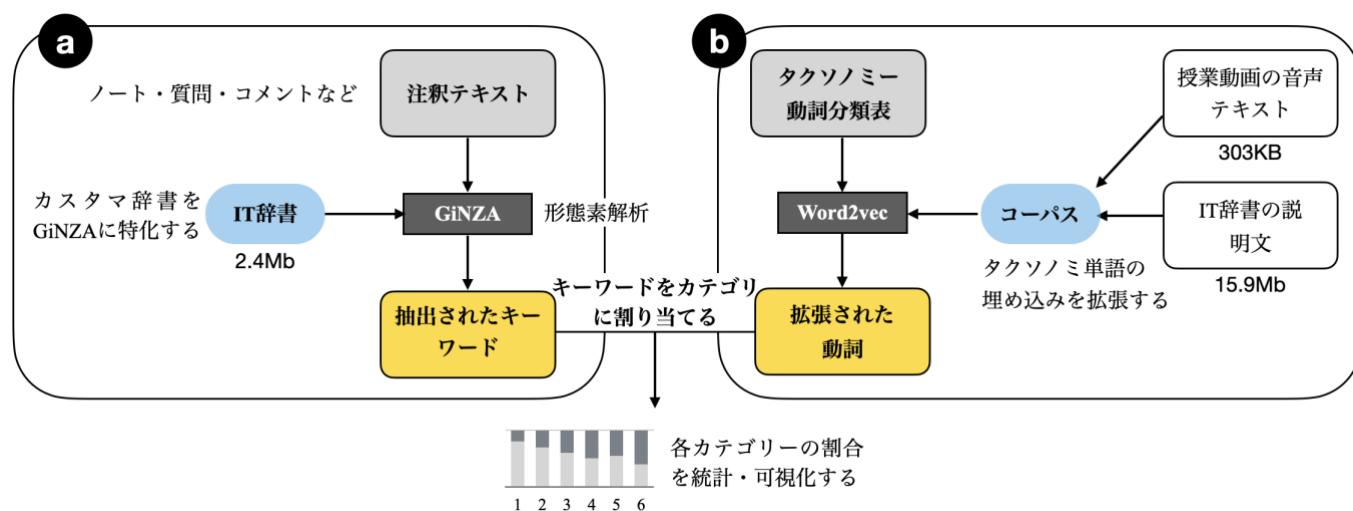 a
ノート・質問・コメントなど
注釈テキスト
カスタマ辞書を
GiNZAに特化する
IT辞書
2.4Mb
GiNZA
形態素解析
抽出されたキー
ワード
b
タクソノミー
動詞分類表
授業動画の音声
テキスト
303KB
Word2vec
コーパス
IT辞書の説
明文
15.9Mb
タクソノミ単語の
埋め込みを拡張する
拡張された
動詞
キーワードをカテゴリ
に割り当てる
各カテゴリーの割合
を統計・可視化する
1 2 3 4 5 6